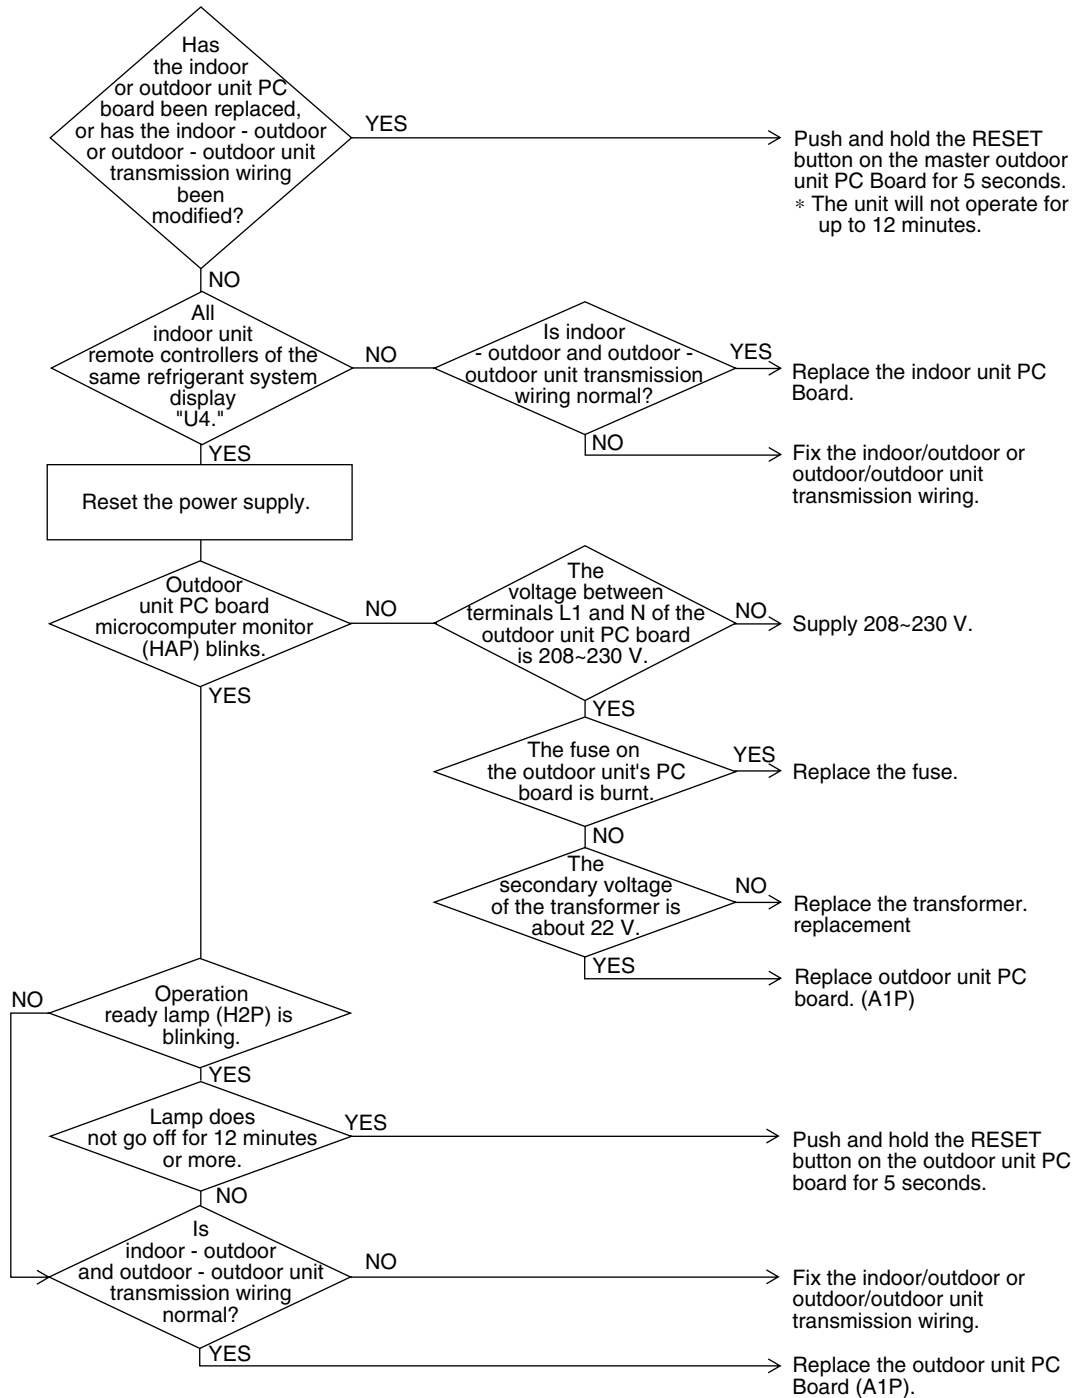 Has
the indoor
or outdoor unit PC
board been replaced,
or has the indoor - outdoor
or outdoor - outdoor unit
transmission wiring
been
modified?
YES
Push and hold the RESET
button on the master outdoor
unit PC Board for 5 seconds.
* The unit will not operate for
up to 12 minutes.
NO
All
indoor unit
remote controllers of the
same refrigerant system
display
"U4."
NO
Is indoor
- outdoor and outdoor -
outdoor unit transmission
wiring normal?
YES
Replace the indoor unit PC
Board.
NO
Fix the indoor/outdoor or
outdoor/outdoor unit
transmission wiring.
YES
Reset the power supply.
Outdoor
unit PC board
microcomputer monitor
(HAP) blinks.
NO
The
voltage between
terminals L1 and N of the
outdoor unit PC board
is 208~230 V.
NO
Supply 208~230 V.
YES
YES
The fuse on
the outdoor unit's PC
board is burnt.
YES
Replace the fuse.
NO
The
secondary voltage
of the transformer is
about 22 V.
NO
Replace the transformer.
replacement
YES
Replace outdoor unit PC
board. (A1P)
NO
Operation
ready lamp (H2P) is
blinking.
YES
Lamp does
not go off for 12 minutes
or more.
YES
Push and hold the RESET
button on the outdoor unit PC
board for 5 seconds.
NO
Is
indoor - outdoor
and outdoor - outdoor unit
transmission wiring
normal?
NO
Fix the indoor/outdoor or
outdoor/outdoor unit
transmission wiring.
YES
Replace the outdoor unit PC
Board (A1P).